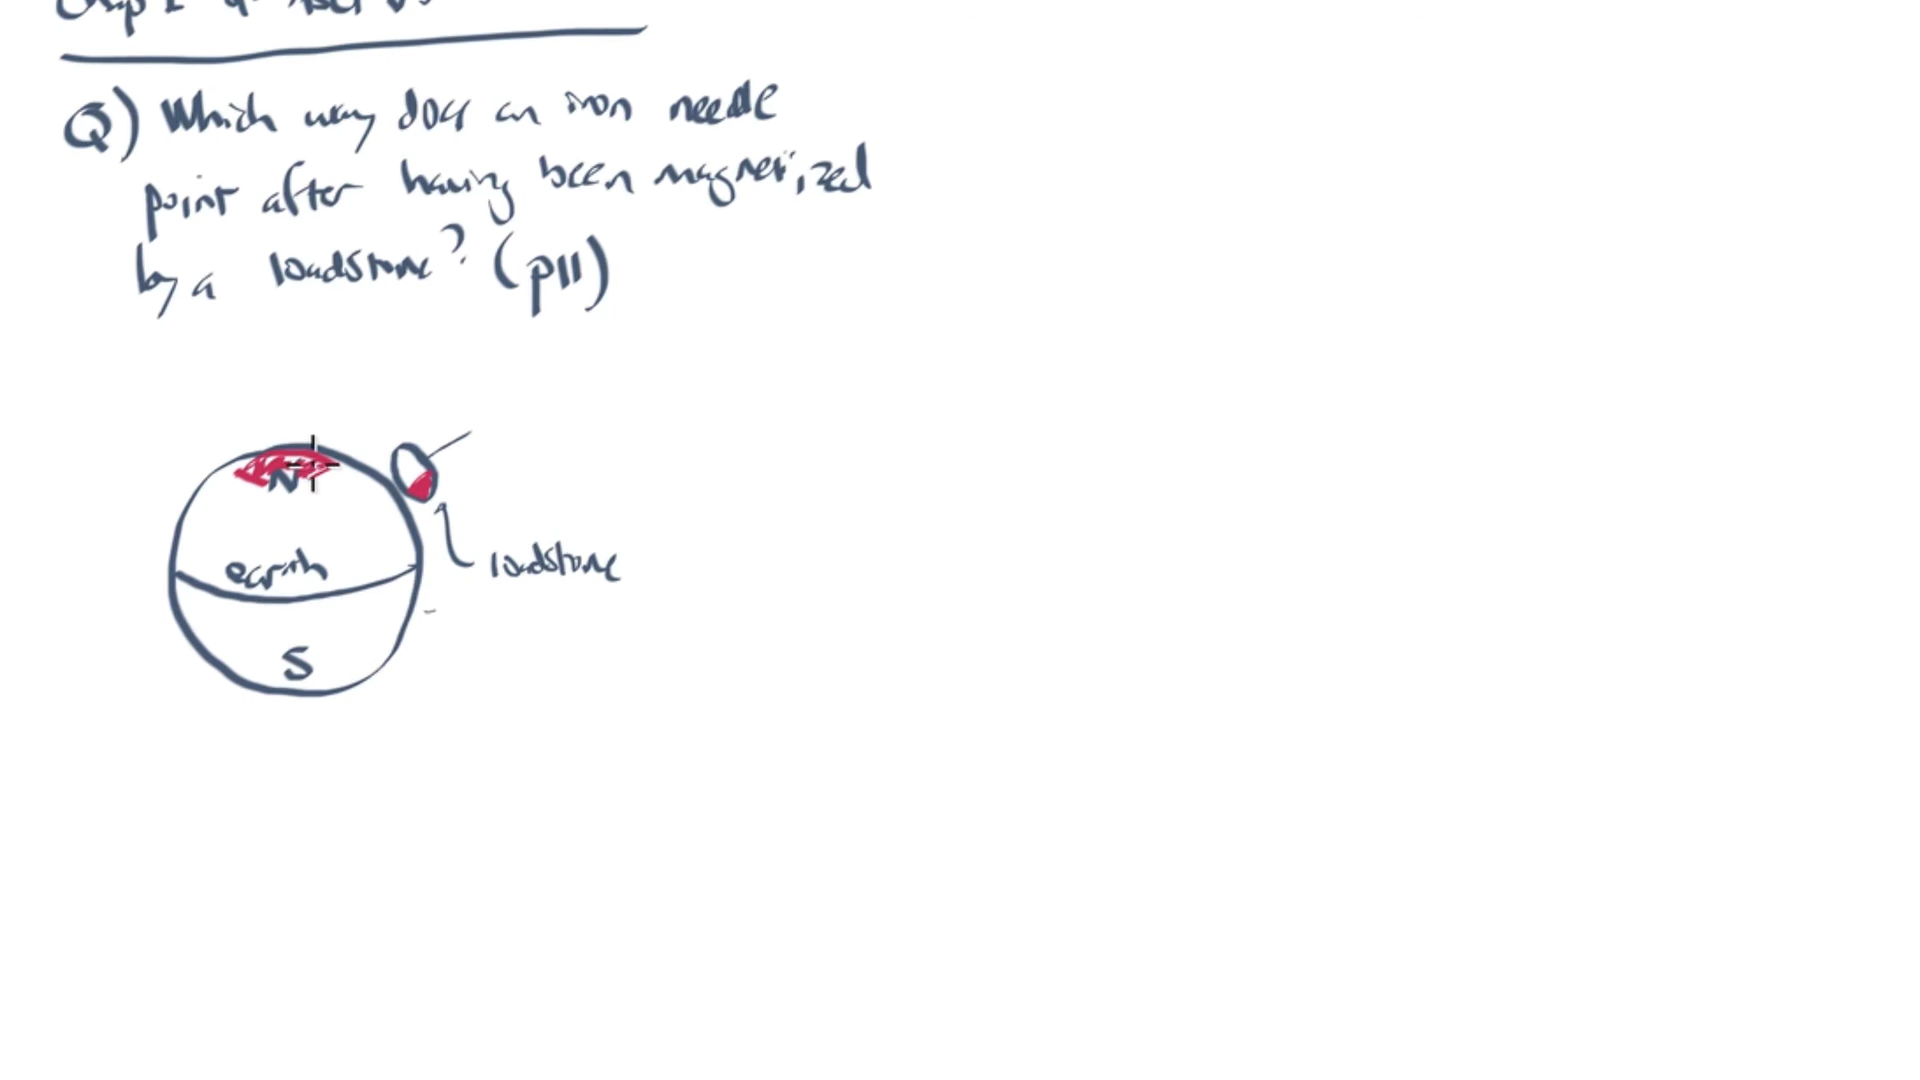 Q) Which way does an iron needle
point after having been magnetized
by a loadstone? (p11)
N
earth
loadstone
S